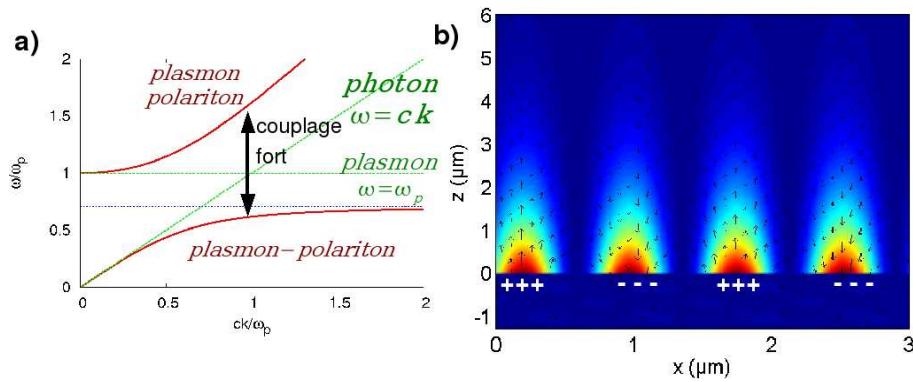 a)
2
1.5
1
0.5
0
0
0.5
1
1.5
2
ω/ωp
ck/ωp
plasmon
polariton
photon
ω=ck
couplage
fort
plasmon
ω=ωp
plasmon-polariton
b)
6
5
4
3
2
1
0
-1
0
1
2
3
z (µm)
x (µm)
+++
- - -
+++
- - -